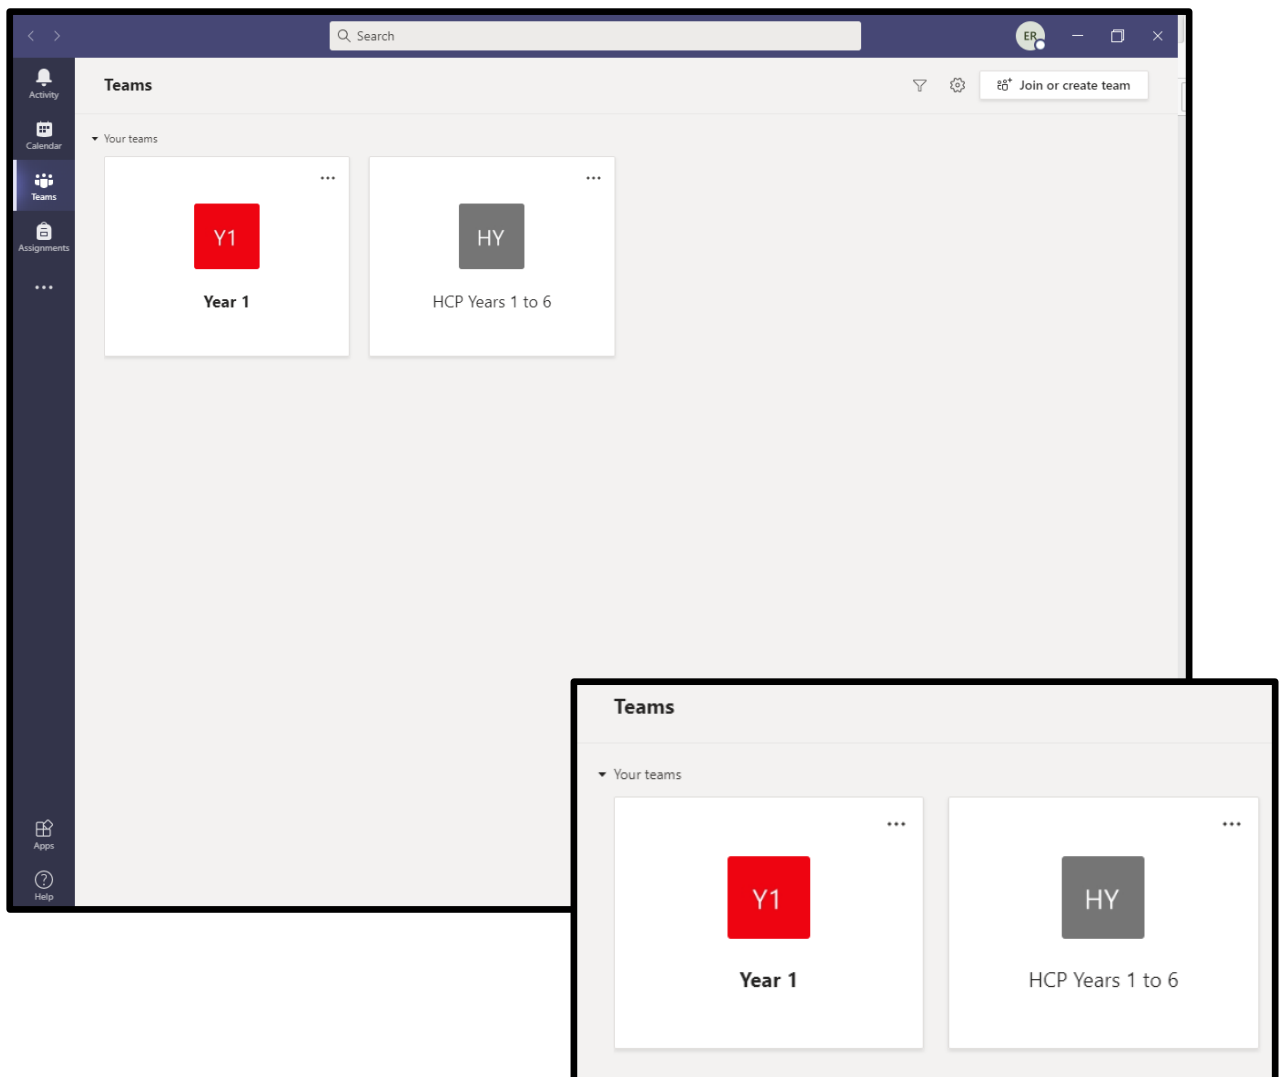 Search
ER
Activity
Calendar
Teams
Assignments
Apps
Help
Teams
Join or create team
Your teams
Y1
Year 1
HY
HCP Years 1 to 6
Teams
Your teams
Y1
Year 1
HY
HCP Years 1 to 6